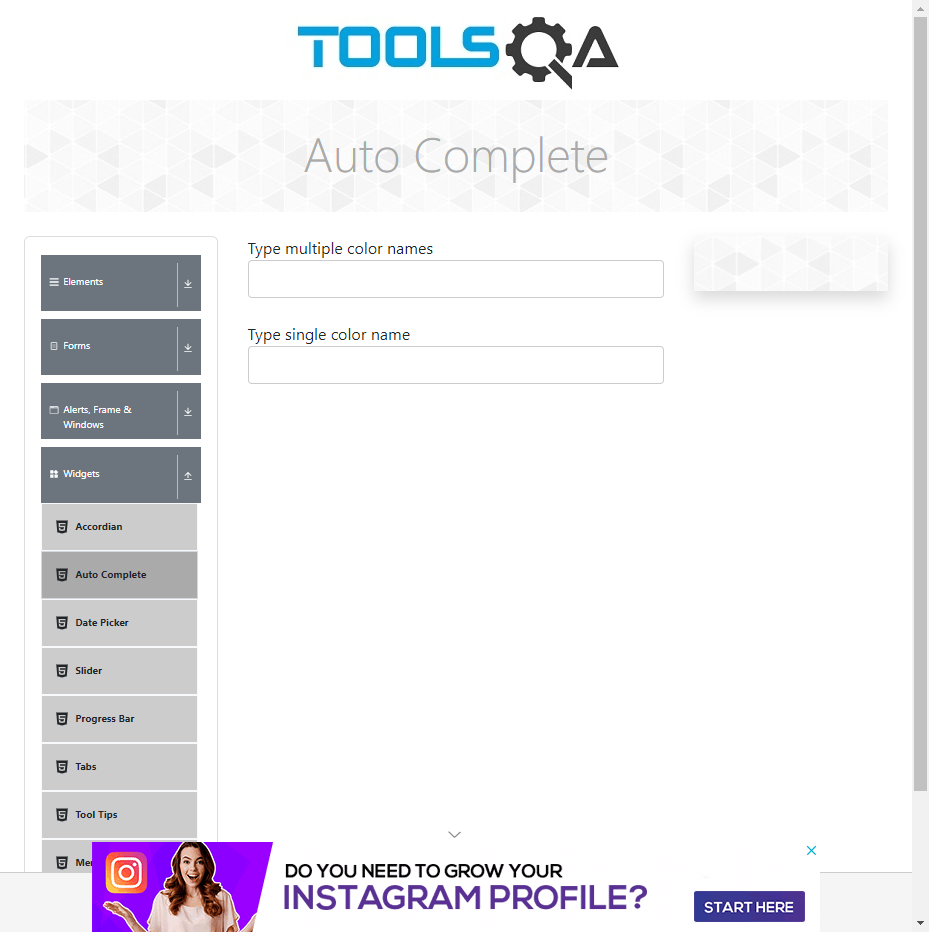 TOOLSQA
Auto Complete
Elements
Forms
Alerts, Frame &
Windows
Widgets
Accordian
Auto Complete
Date Picker
Slider
Progress Bar
Tabs
Tool Tips
Type multiple color names
Type single color name
DO YOU NEED TO GROW YOUR
INSTAGRAM PROFILE?
START HERE